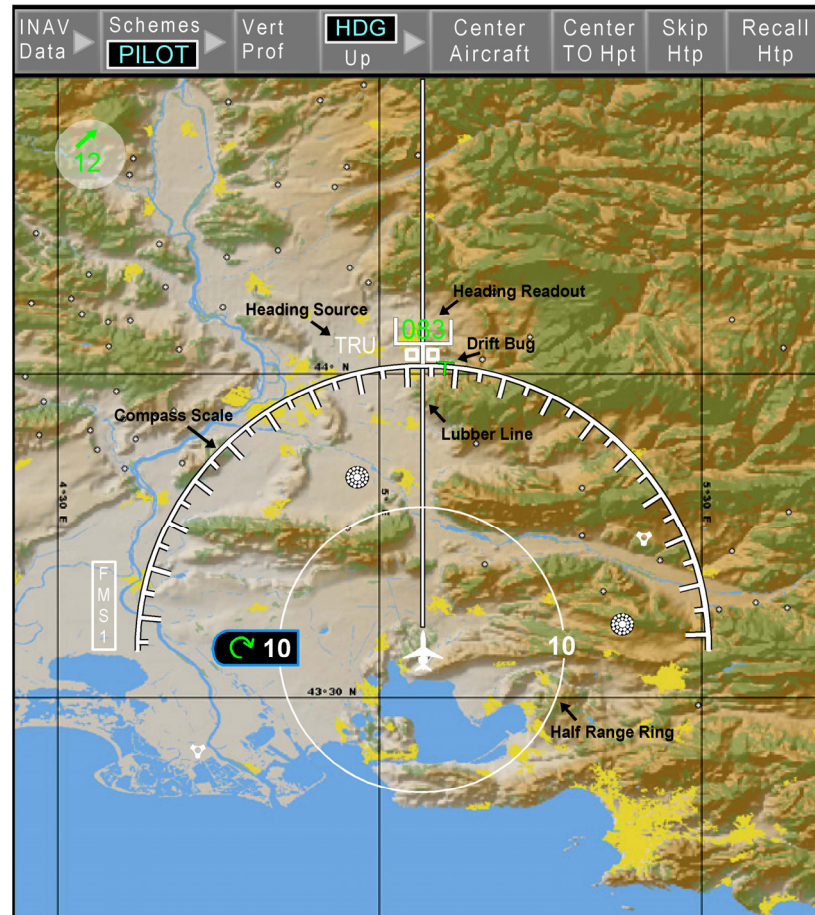 INAV
Data
Schemes
PILOT
Vert
Prof
HDG
Up
Center
Aircraft
Center
TO Hpt
Skip
Htp
Recall
Htp
12
Heading Readout
Heading Source
083
TRU
Drift Bug
T
44° N
Compass Scale
Lubber Line
4°30 E
5°
5°30 E
FMS1
10
10
43°30 N
Half Range Ring